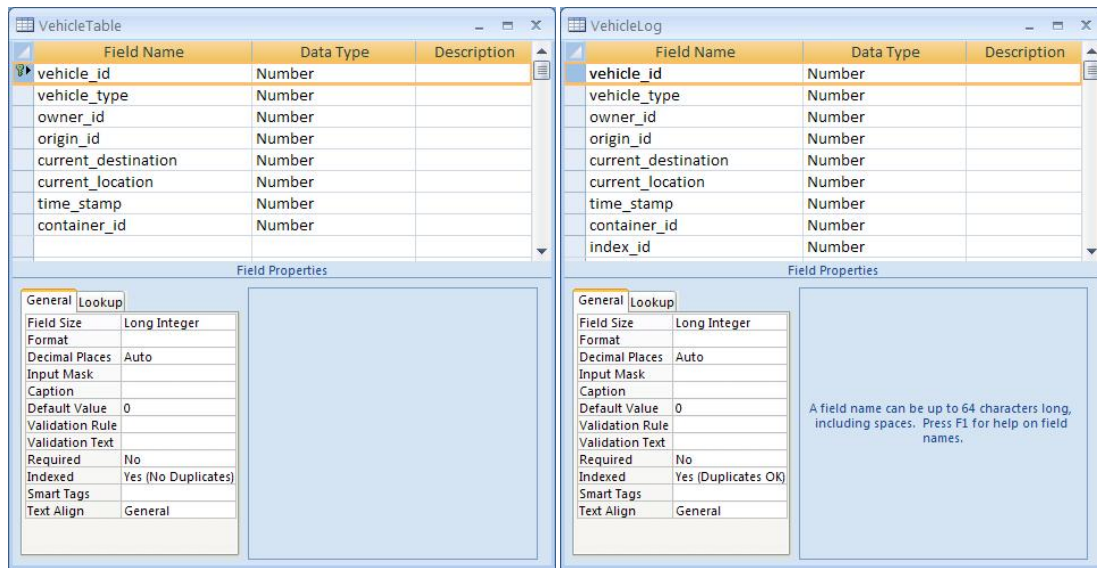 VehicleTable
Field Name Data Type Description
vehicle_id Number
vehicle_type Number
owner_id Number
origin_id Number
current_destination Number
current_location Number
time_stamp Number
container_id Number
Field Properties
General Lookup
Field Size Long Integer
Format
Decimal Places Auto
Input Mask
Caption
Default Value 0
Validation Rule
Validation Text
Required No
Indexed Yes (No Duplicates)
Smart Tags
Text Align General
VehicleLog
Field Name Data Type Description
vehicle_id Number
vehicle_type Number
owner_id Number
origin_id Number
current_destination Number
current_location Number
time_stamp Number
container_id Number
index_id Number
Field Properties
General Lookup
Field Size Long Integer
Format
Decimal Places Auto
Input Mask
Caption
Default Value 0
Validation Rule
Validation Text
Required No
Indexed Yes (Duplicates OK)
Smart Tags
Text Align General
A field name can be up to 64 characters long,
including spaces. Press F1 for help on field
names.